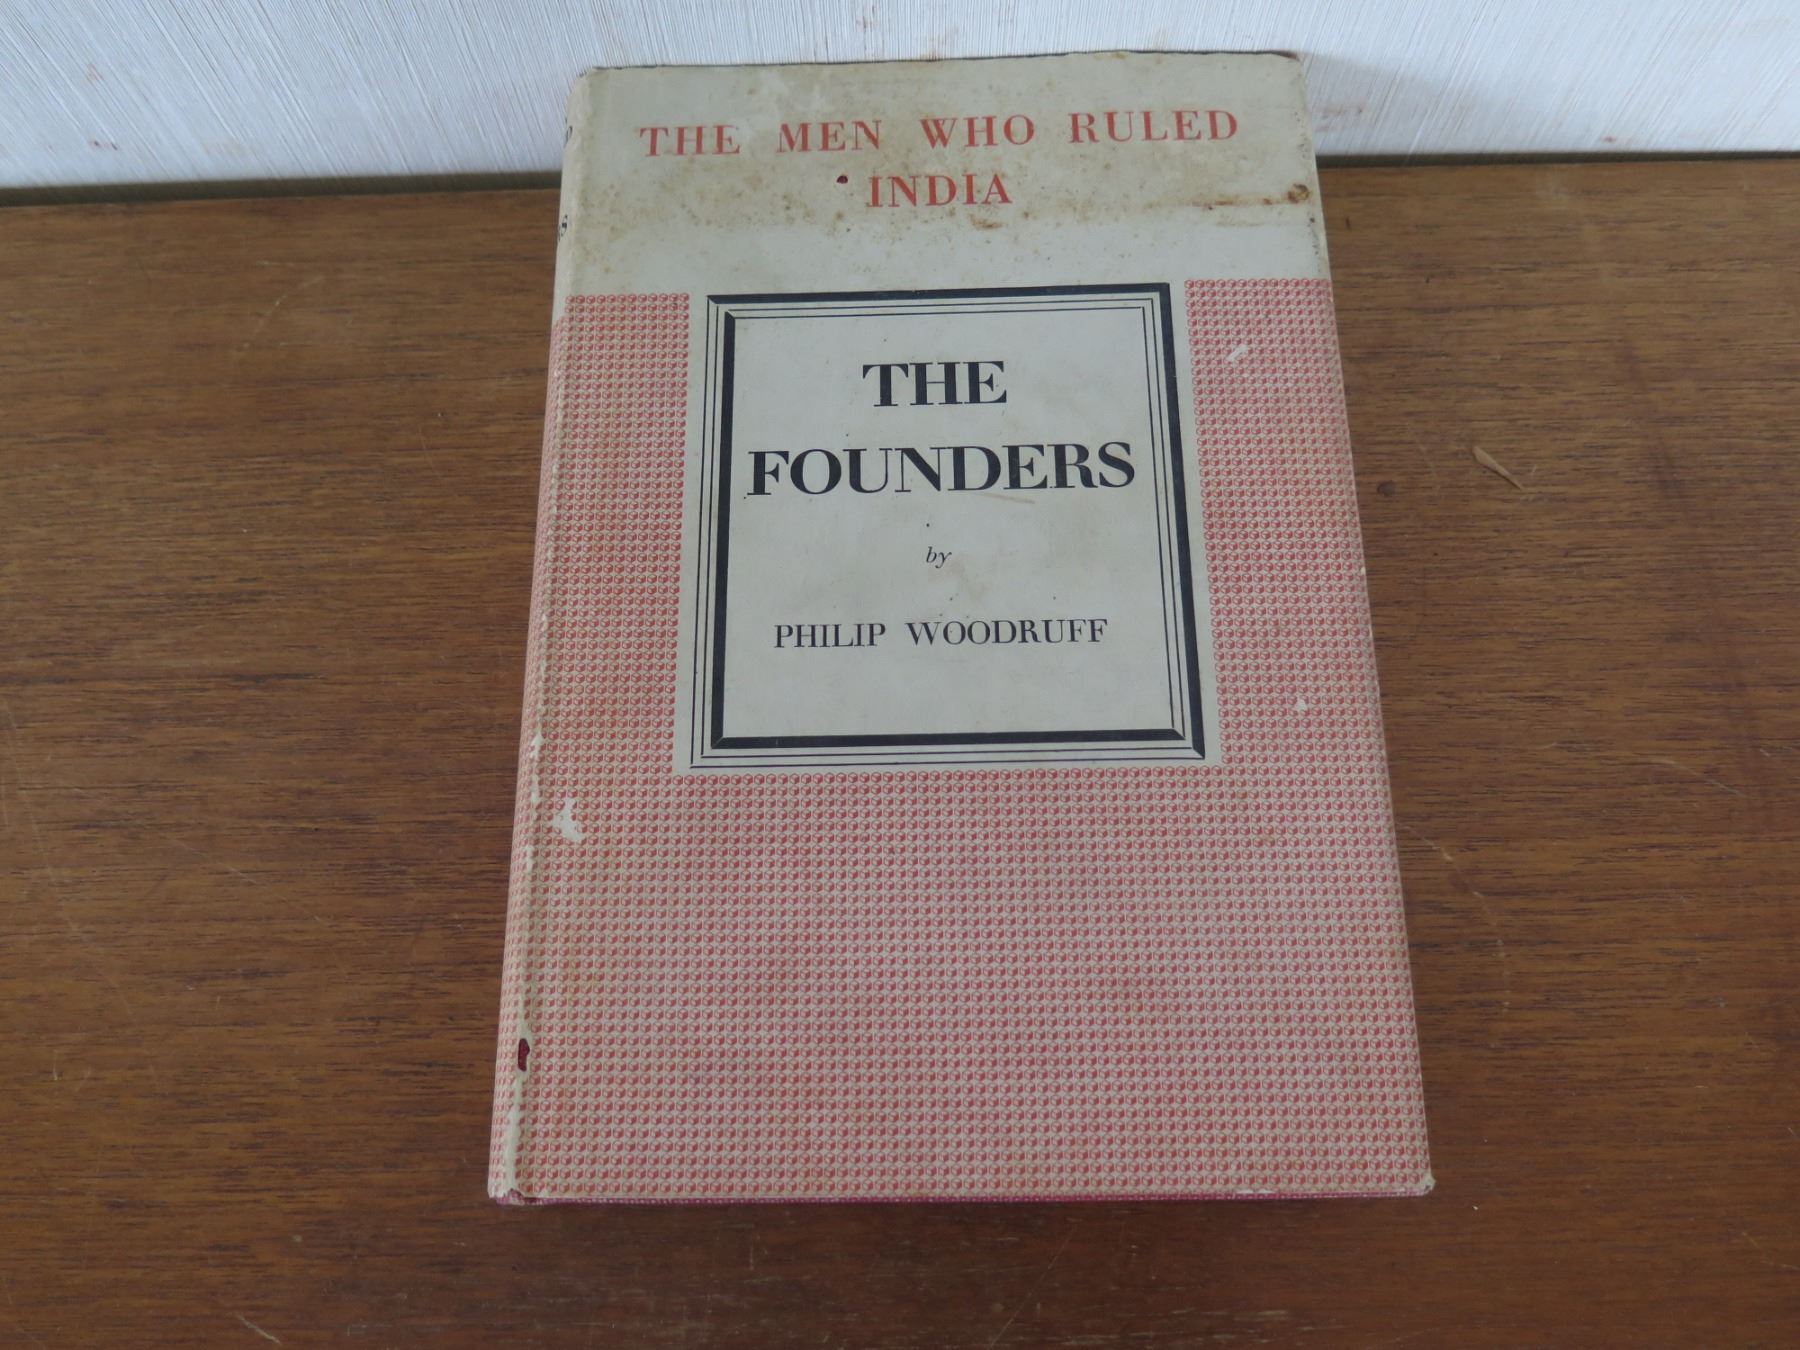 THE MEN WHO RULED
INDIA
THE
FOUNDERS
by
PHILIP WOODRUFF